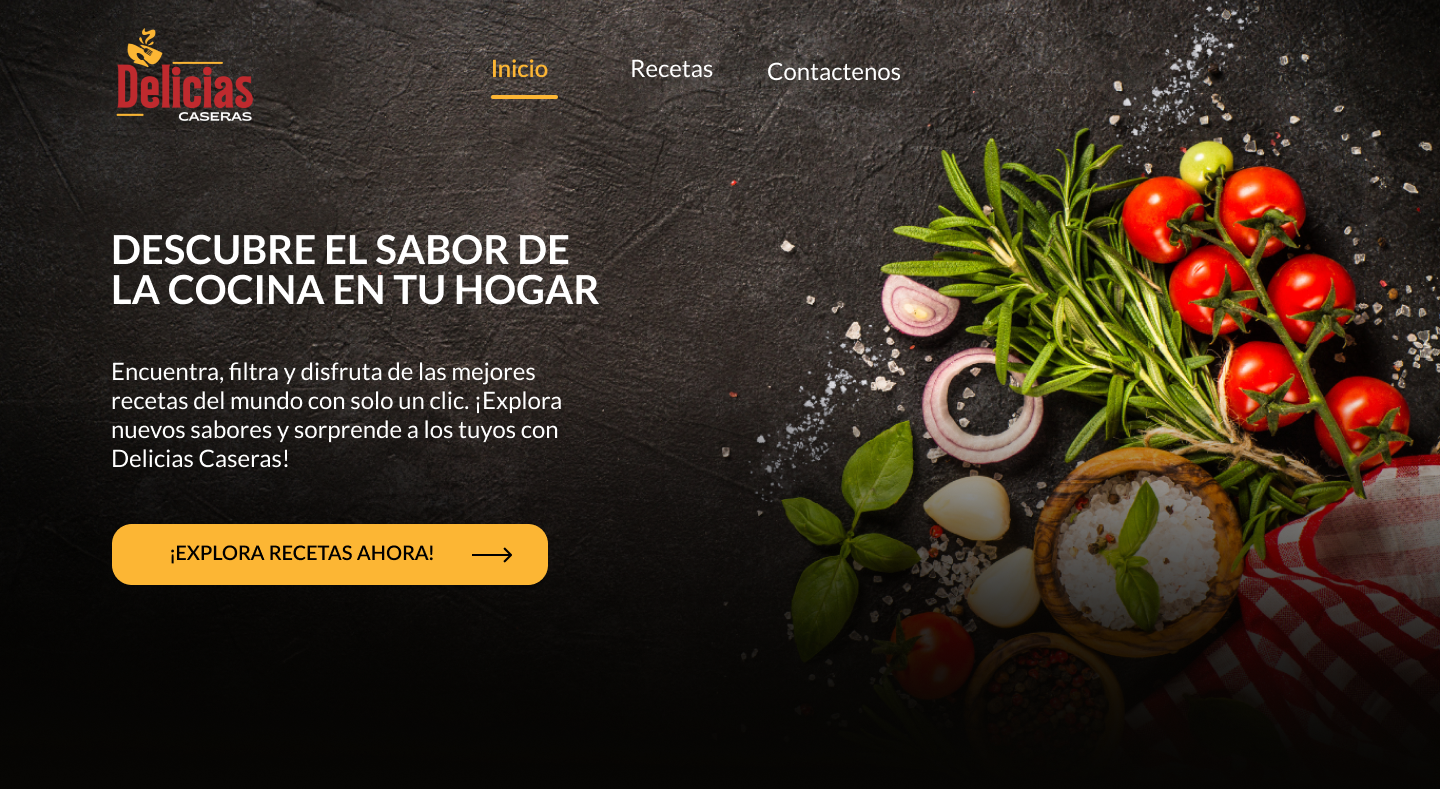 Delicias
CASERAS
Inicio
Recetas
Contactenos
DESCUBRE EL SABOR DE
LA COCINA EN TU HOGAR
Encuentra, filtra y disfruta de las mejores
recetas del mundo con solo un clic. ¡Explora
nuevos sabores y sorprende a los tuyos con
Delicias Caseras!
¡EXPLORA RECETAS AHORA!